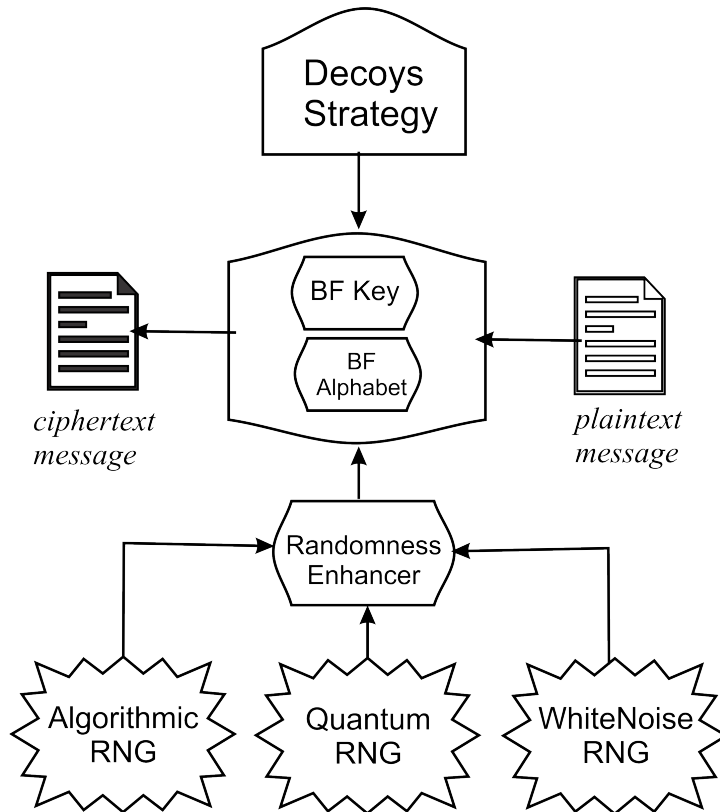 Decoys
Strategy
BF Key
BF
Alphabet
ciphertext
message
plaintext
message
Randomness
Enhancer
Algorithmic
RNG
Quantum
RNG
WhiteNoise
RNG